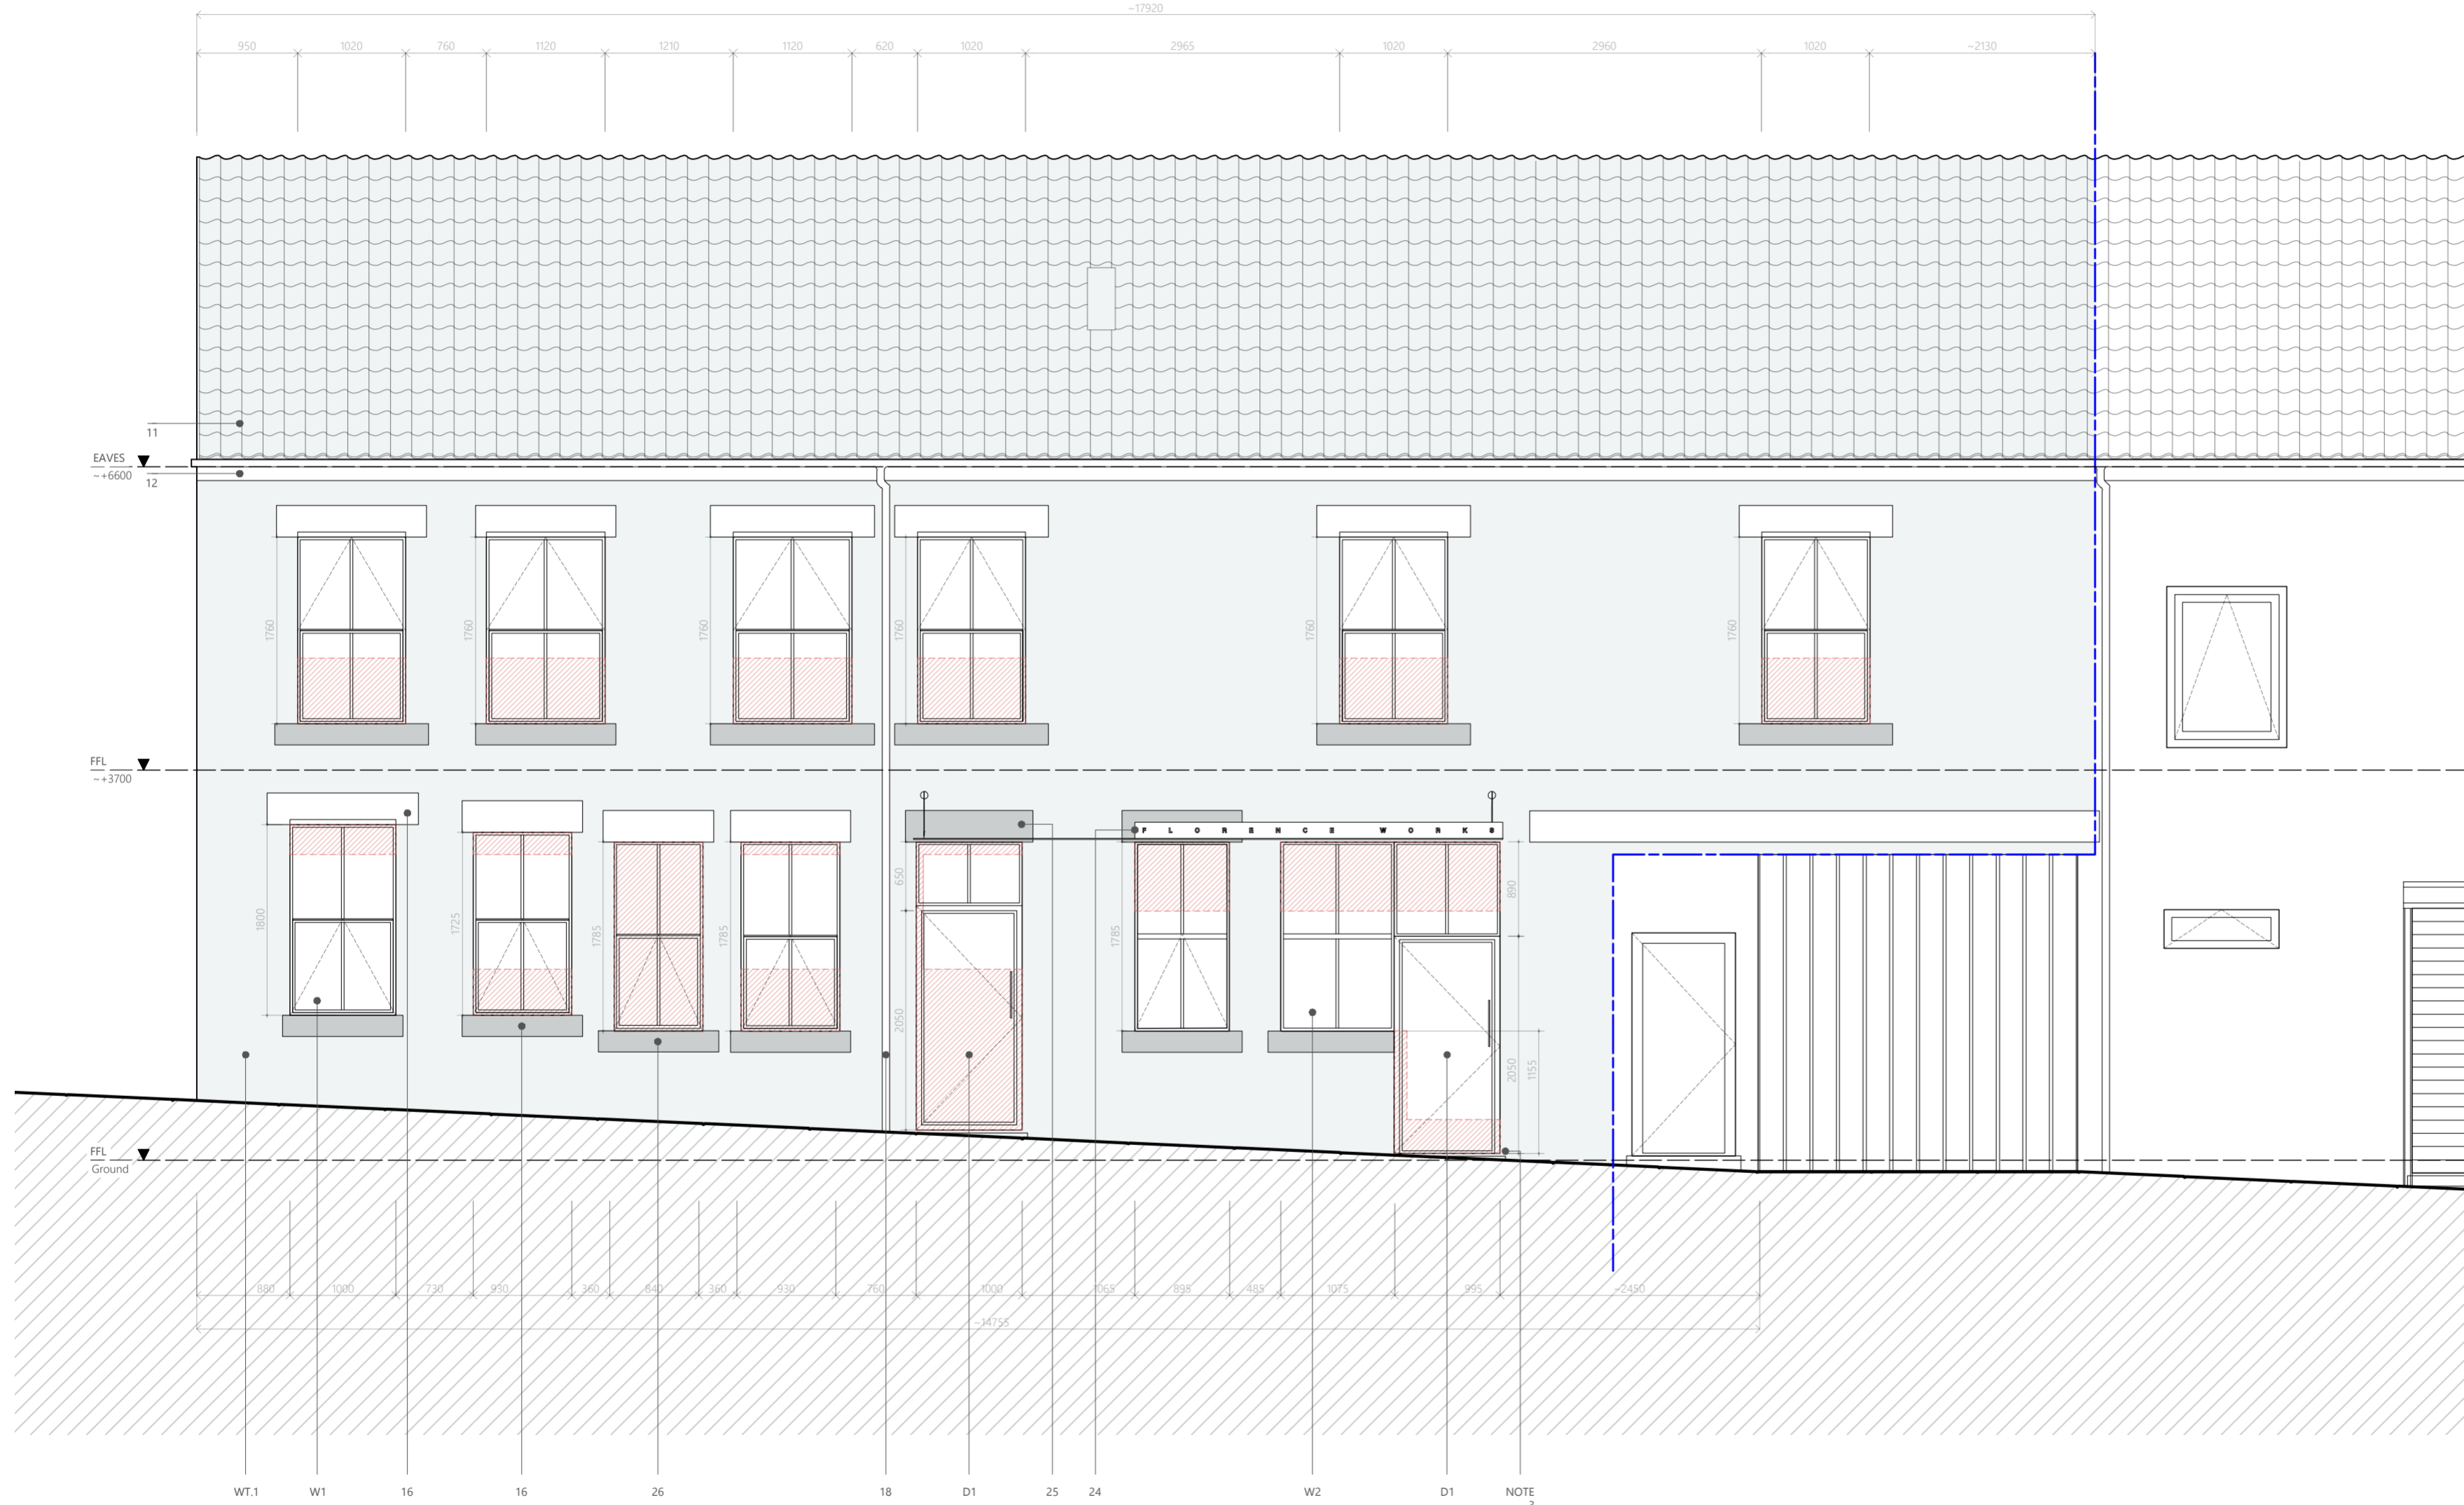 ~17920
950 1020 760 1120 1210 1120 620 1020 2965 1020 2960 1020 ~2130
11
EAVES
~+6600
12
1760 1760 1760 1760 1760 1760
FFL
~+3700
FLORENCE WORKS
1800 1725 1785 1785 650 2050 1785 890 2050 1155
FFL
Ground
880 1000 730 930 360 840 360 930 760 1000 1065 895 485 1075 995 ~2450
~14755
WT.1 W1 16 16 26 18 D1 25 24 W2 D1 NOTE
3